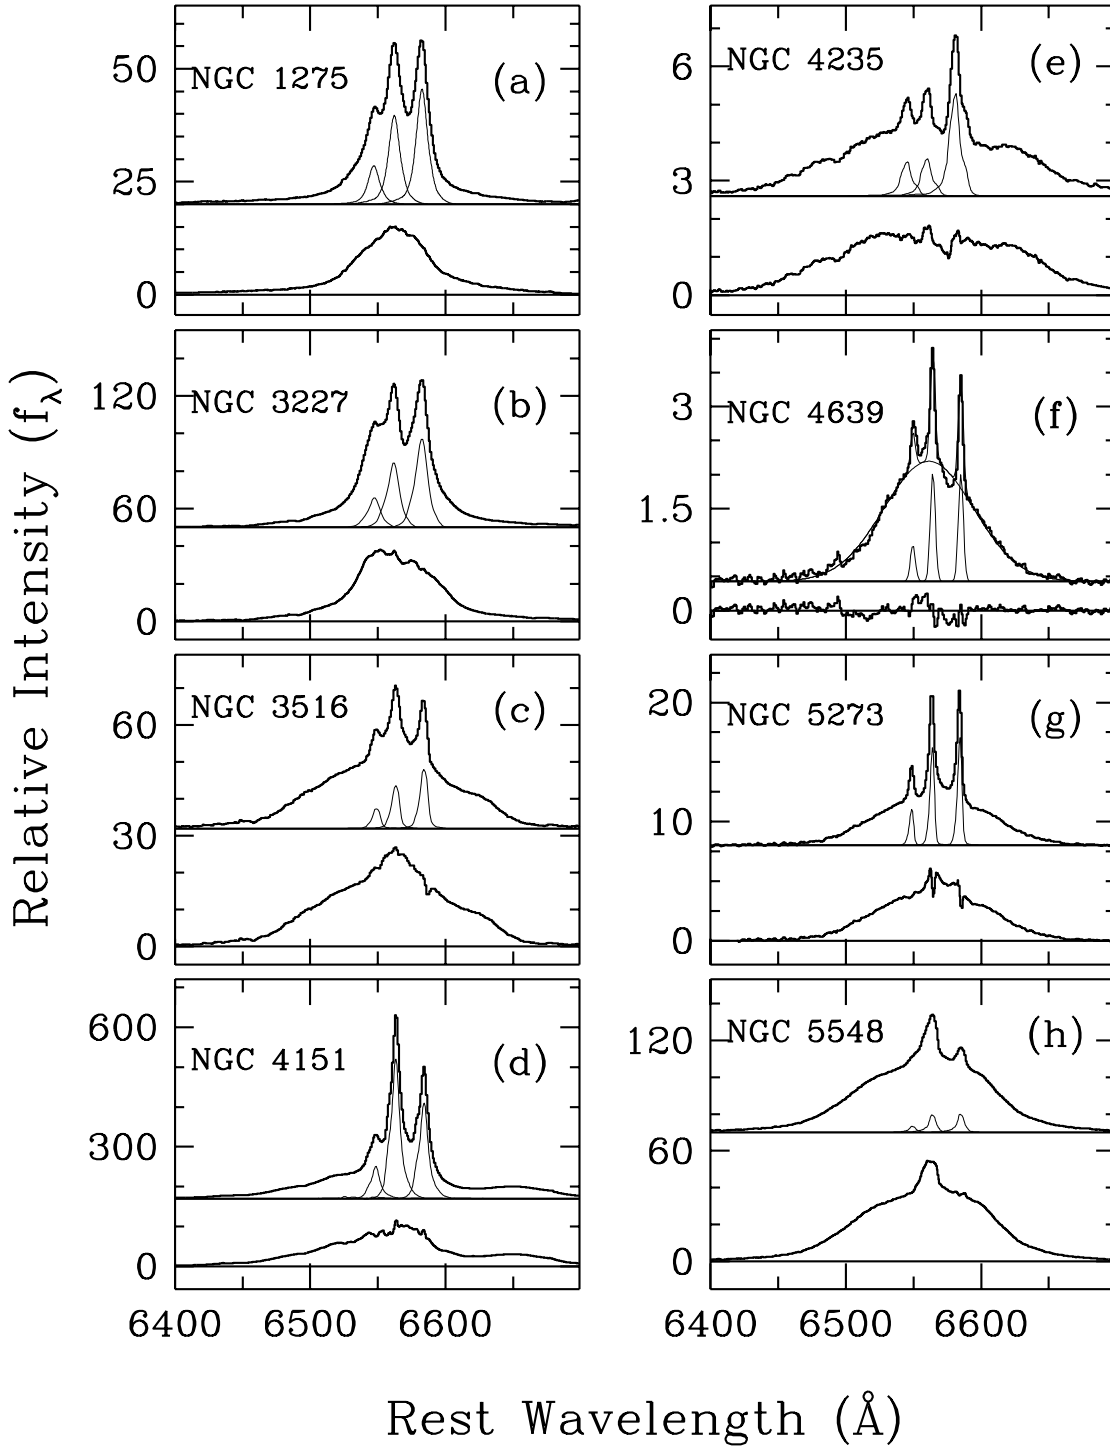 50
NGC 1275
(a)
25
0
6
NGC 4235
(e)
3
0
120
NGC 3227
(b)
60
0
3
NGC 4639
(f)
1.5
0
60
NGC 3516
(c)
30
0
20
NGC 5273
(g)
10
0
600
NGC 4151
(d)
300
0
120
NGC 5548
(h)
60
0
6400 6500 6600
6400 6500 6600
Relative Intensity (fλ)
Rest Wavelength (Å)